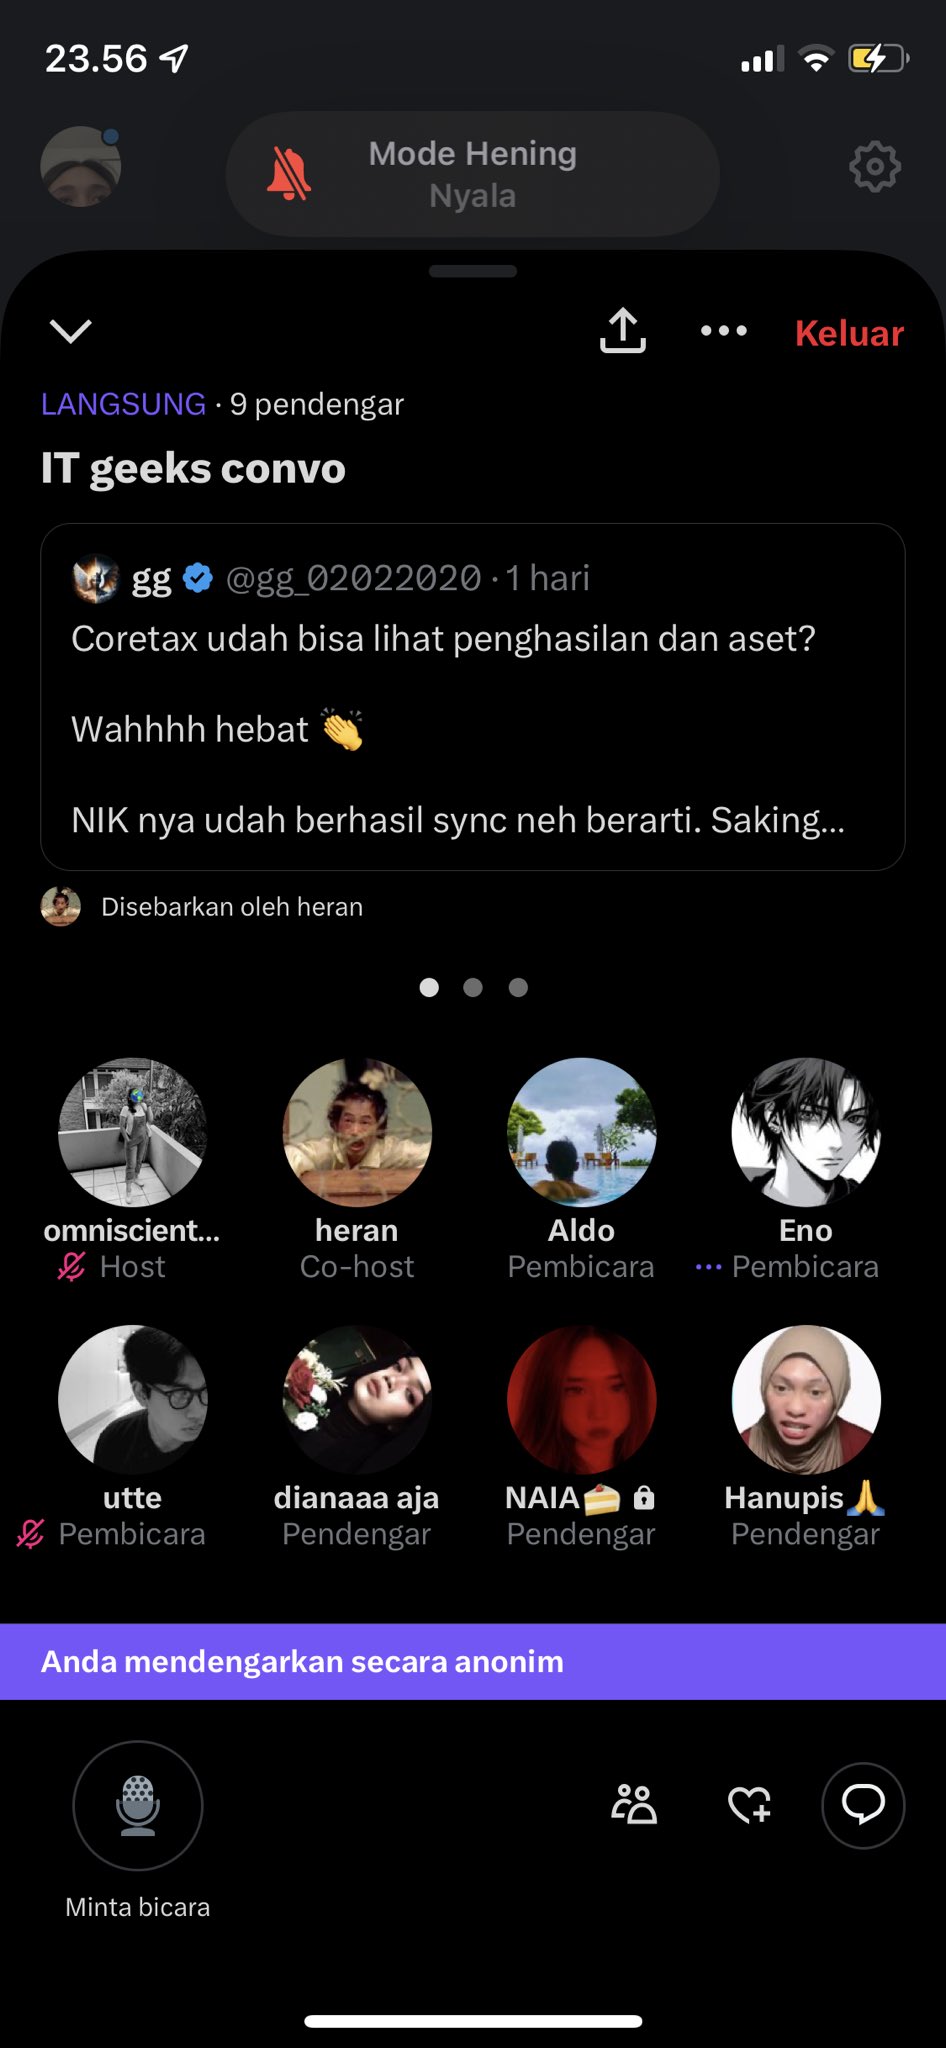 23.56
Mode Hening
Nyala
Keluar
LANGSUNG · 9 pendengar
IT geeks convo
gg @gg_02022020 · 1 hari
Coretax udah bisa lihat penghasilan dan aset?
Wahhhh hebat 👏
NIK nya udah berhasil sync neh berarti. Saking...
Disebarkan oleh heran
omniscient... heran Aldo Eno
Host Co-host Pembicara Pembicara
utte dianaaa aja NAIA🍰 Hanupis🙏
Pembicara Pendengar Pendengar Pendengar
Anda mendengarkan secara anonim
Minta bicara